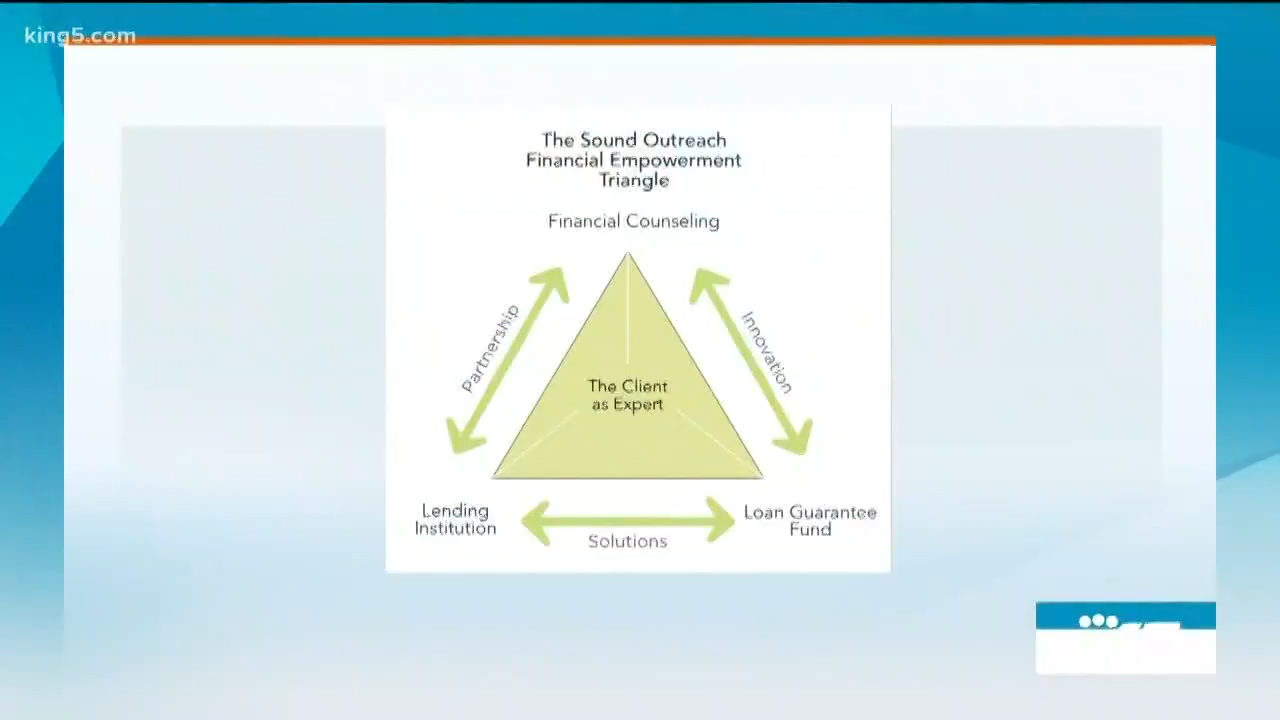 king5.com
The Sound Outreach
Financial Empowerment
Triangle
Financial Counseling
Partnership
Innovation
The Client
as Expert
Lending
Institution
Loan Guarantee
Fund
Solutions